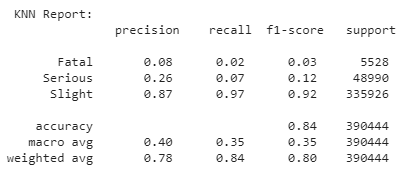 KNN Report:
precision recall f1-score support
Fatal 0.08 0.02 0.03 5528
Serious 0.26 0.07 0.12 48990
Slight 0.87 0.97 0.92 335926
accuracy 0.84 390444
macro avg 0.40 0.35 0.35 390444
weighted avg 0.78 0.84 0.80 390444